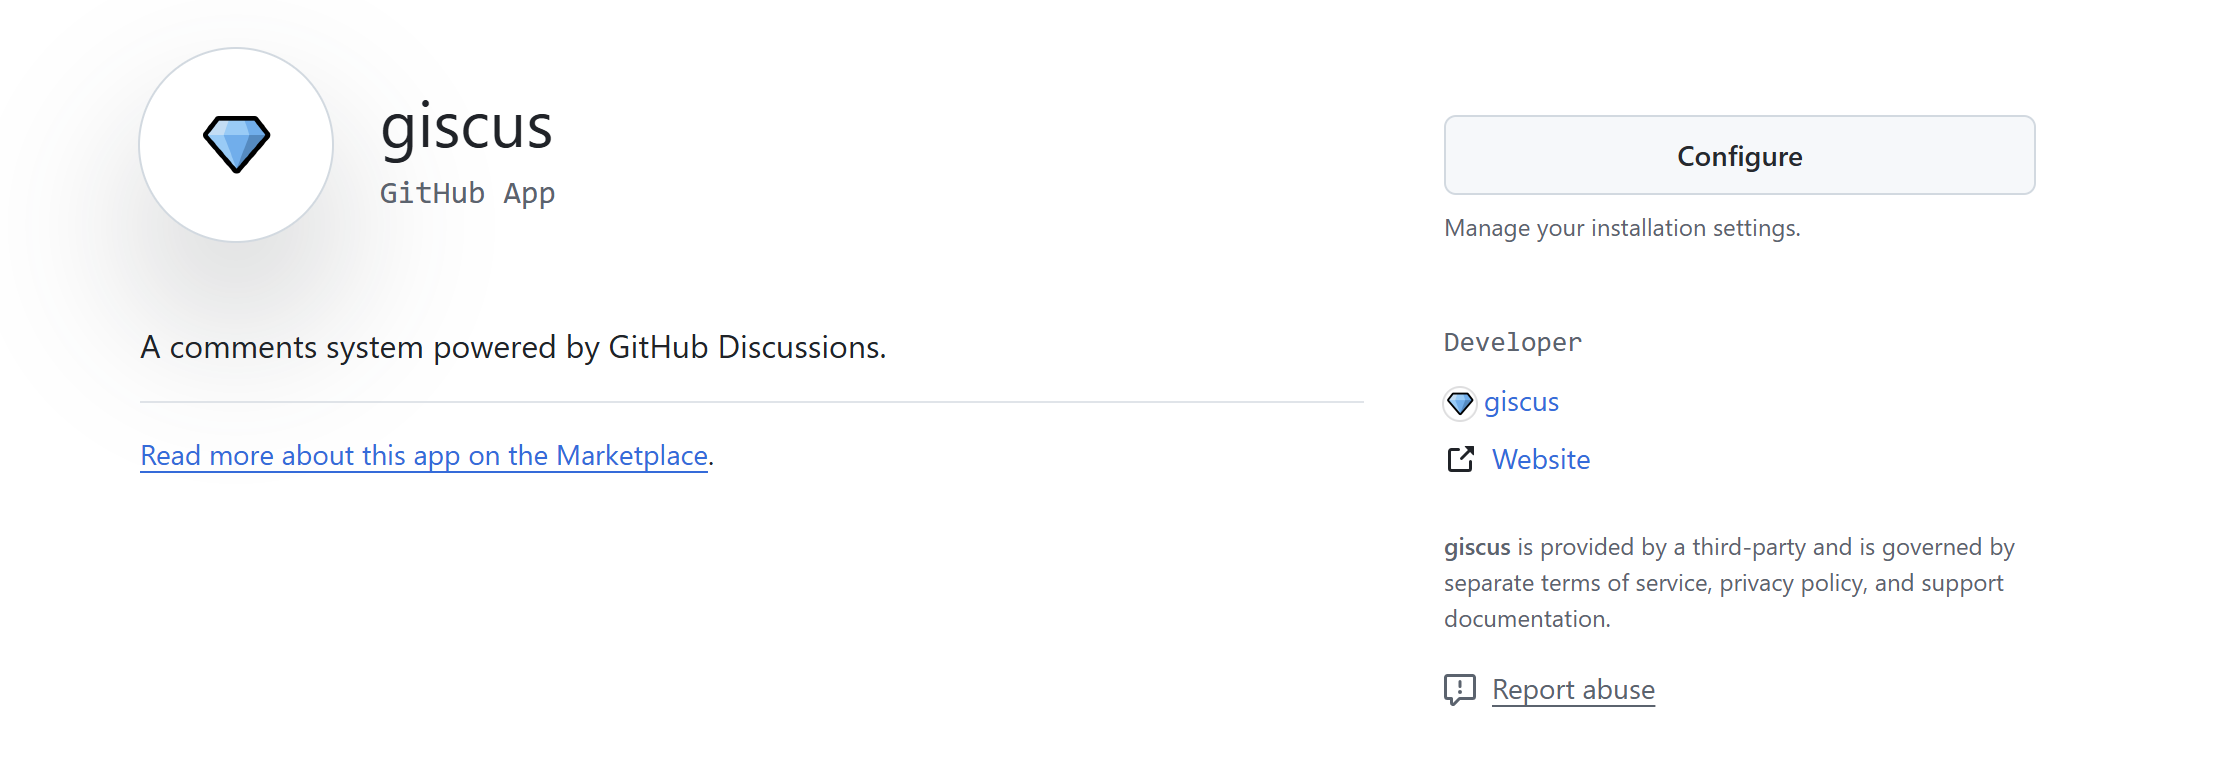 giscus
GitHub App
A comments system powered by GitHub Discussions.
Read more about this app on the Marketplace.
Configure
Manage your installation settings.
Developer
giscus
Website
giscus is provided by a third-party and is governed by
separate terms of service, privacy policy, and support
documentation.
Report abuse